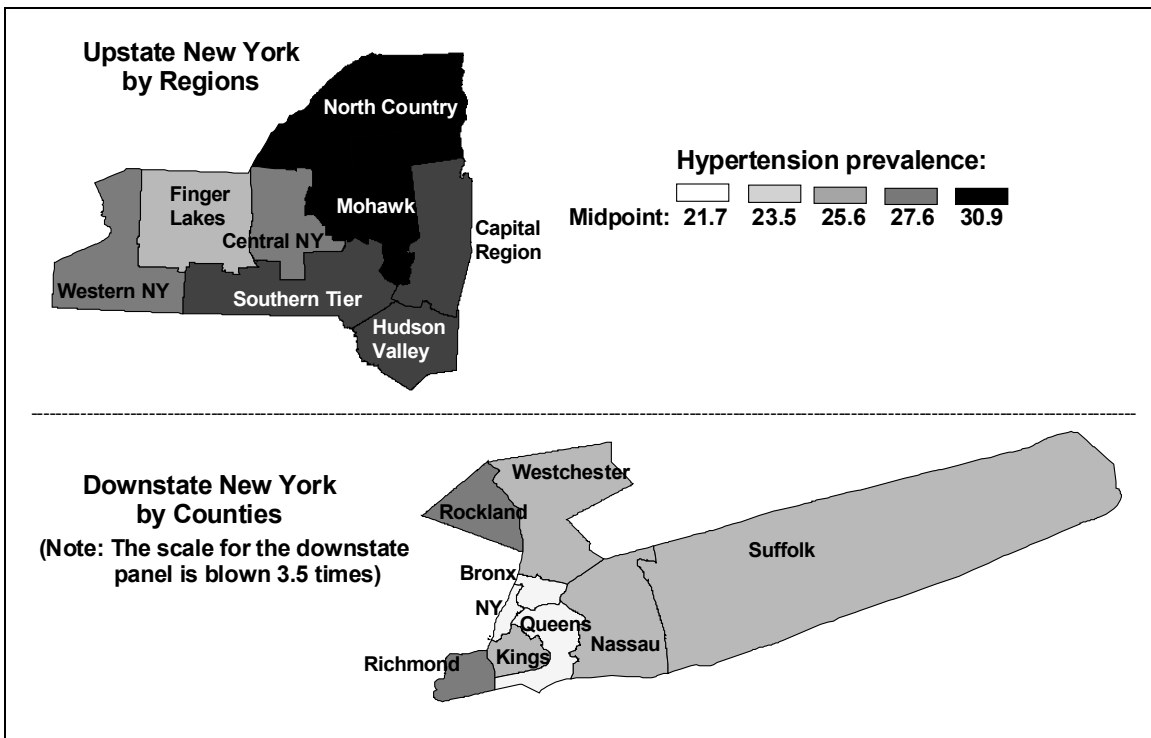 Upstate New York
by Regions
North Country
Finger
Lakes
Mohawk
Central NY
Capital
Region
Western NY
Southern Tier
Hudson
Valley
Hypertension prevalence:
Midpoint: 21.7 23.5 25.6 27.6 30.9
Downstate New York
by Counties
(Note: The scale for the downstate
panel is blown 3.5 times)
Westchester
Rockland
Suffolk
Bronx
NY
Queens
Nassau
Kings
Richmond